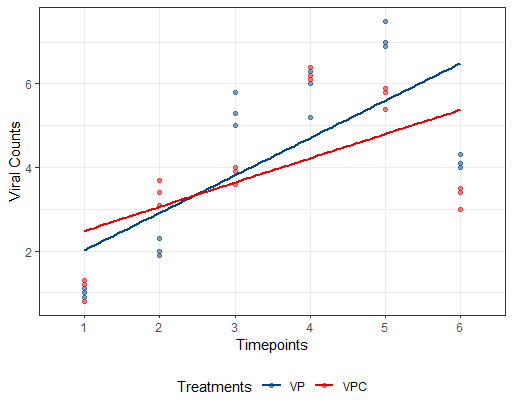 Viral Counts
6
4
2
1 2 3 4 5 6
Timepoints
Treatments VP VPC